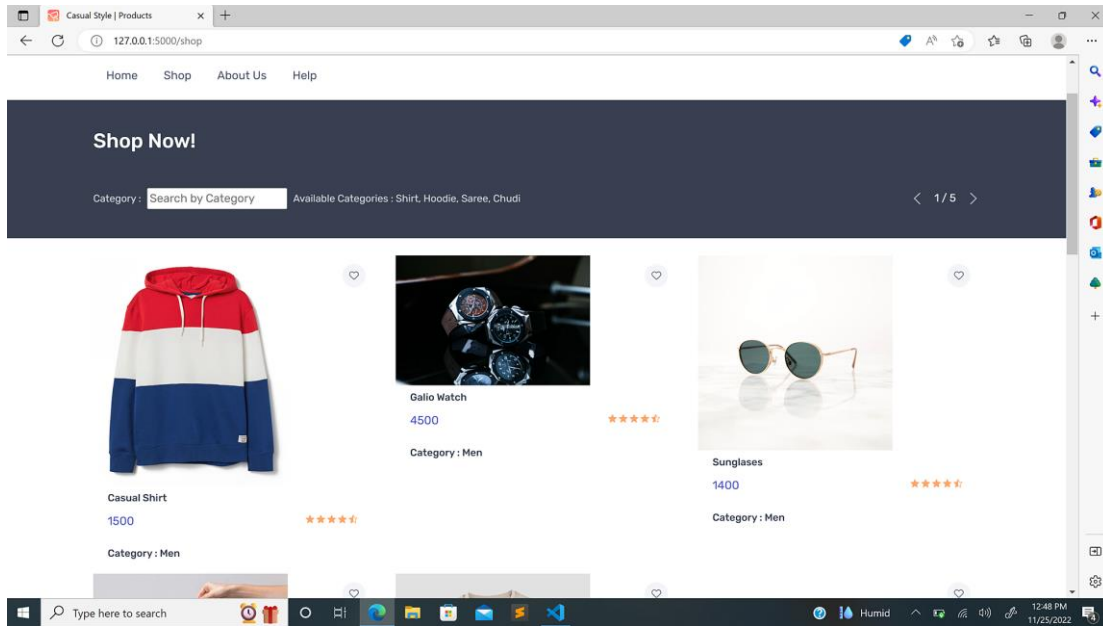 Casual Style | Products
127.0.0.1:5000/shop
Home Shop About Us Help
Shop Now!
Category : Search by Category Available Categories : Shirt, Hoodie, Saree, Chudi 1 / 5
Casual Shirt
1500
Category : Men
Galio Watch
4500
Category : Men
Sunglasses
1400
Category : Men
Type here to search
Humid
12:48 PM
11/25/2022